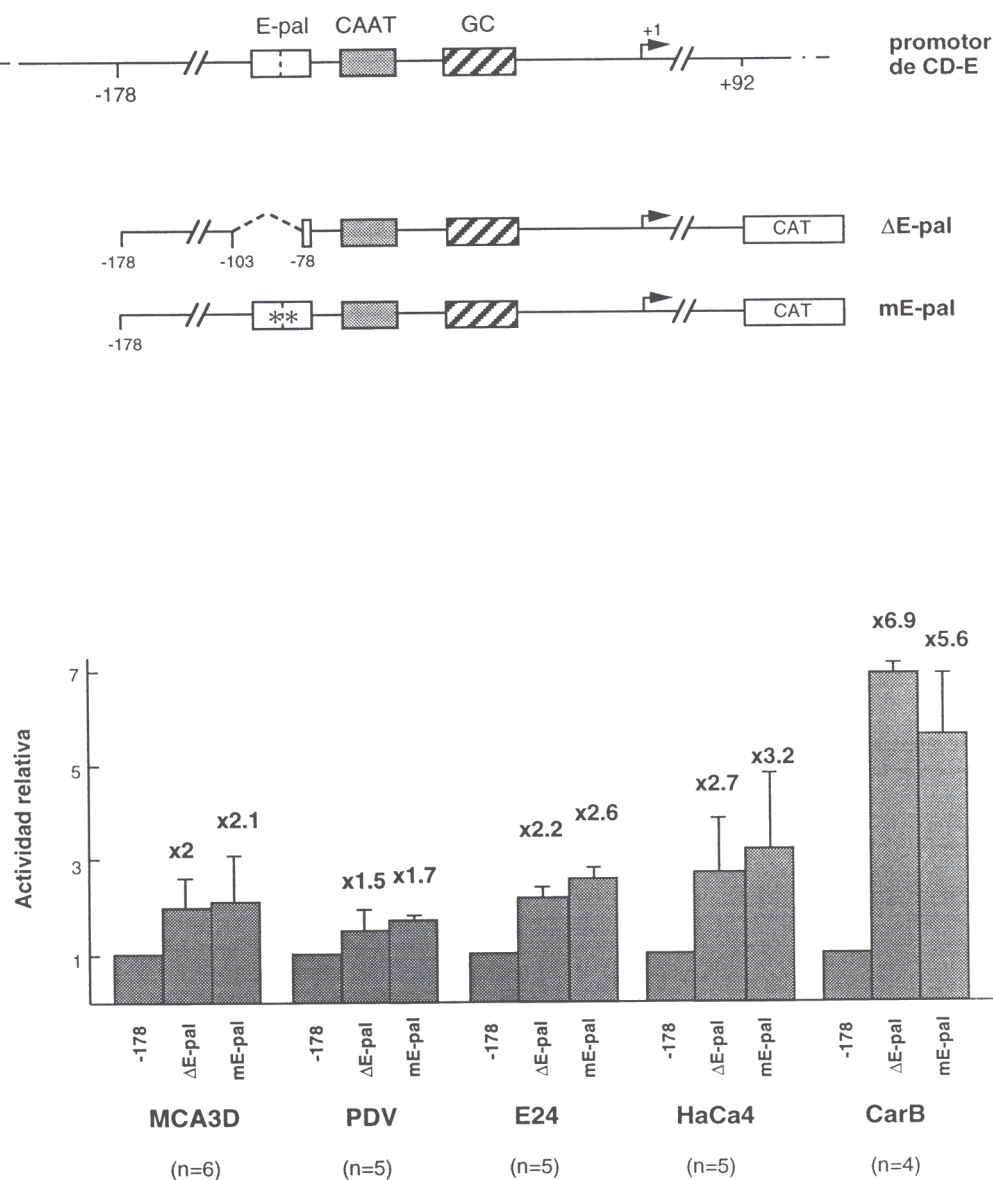 E-pal CAAT GC +1
promotor
de CD-E
-178 +92
CAT ΔE-pal
-178 -103 -78
** CAT mE-pal
-178
x6.9
x5.6
7
x3.2
x2.7
5
x2.6
x2.2
x2.1
x2
x1.5 x1.7
3
1
Actividad relativa
-178 ΔE-pal mE-pal -178 ΔE-pal mE-pal -178 ΔE-pal mE-pal -178 ΔE-pal mE-pal -178 ΔE-pal mE-pal
MCA3D PDV E24 HaCa4 CarB
(n=6) (n=5) (n=5) (n=5) (n=4)